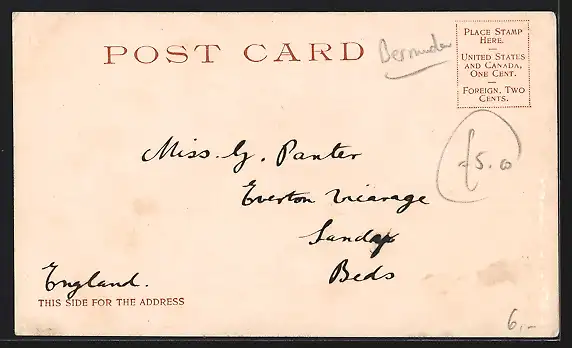 POST CARD
Bermuda
PLACE STAMP
HERE.
—
UNITED STATES
AND CANADA,
ONE CENT.
—
FOREIGN, TWO
CENTS.
£5.00
Miss. G. Panter
Everton Vicarage
Sandy
Beds
England.
THIS SIDE FOR THE ADDRESS
6,-